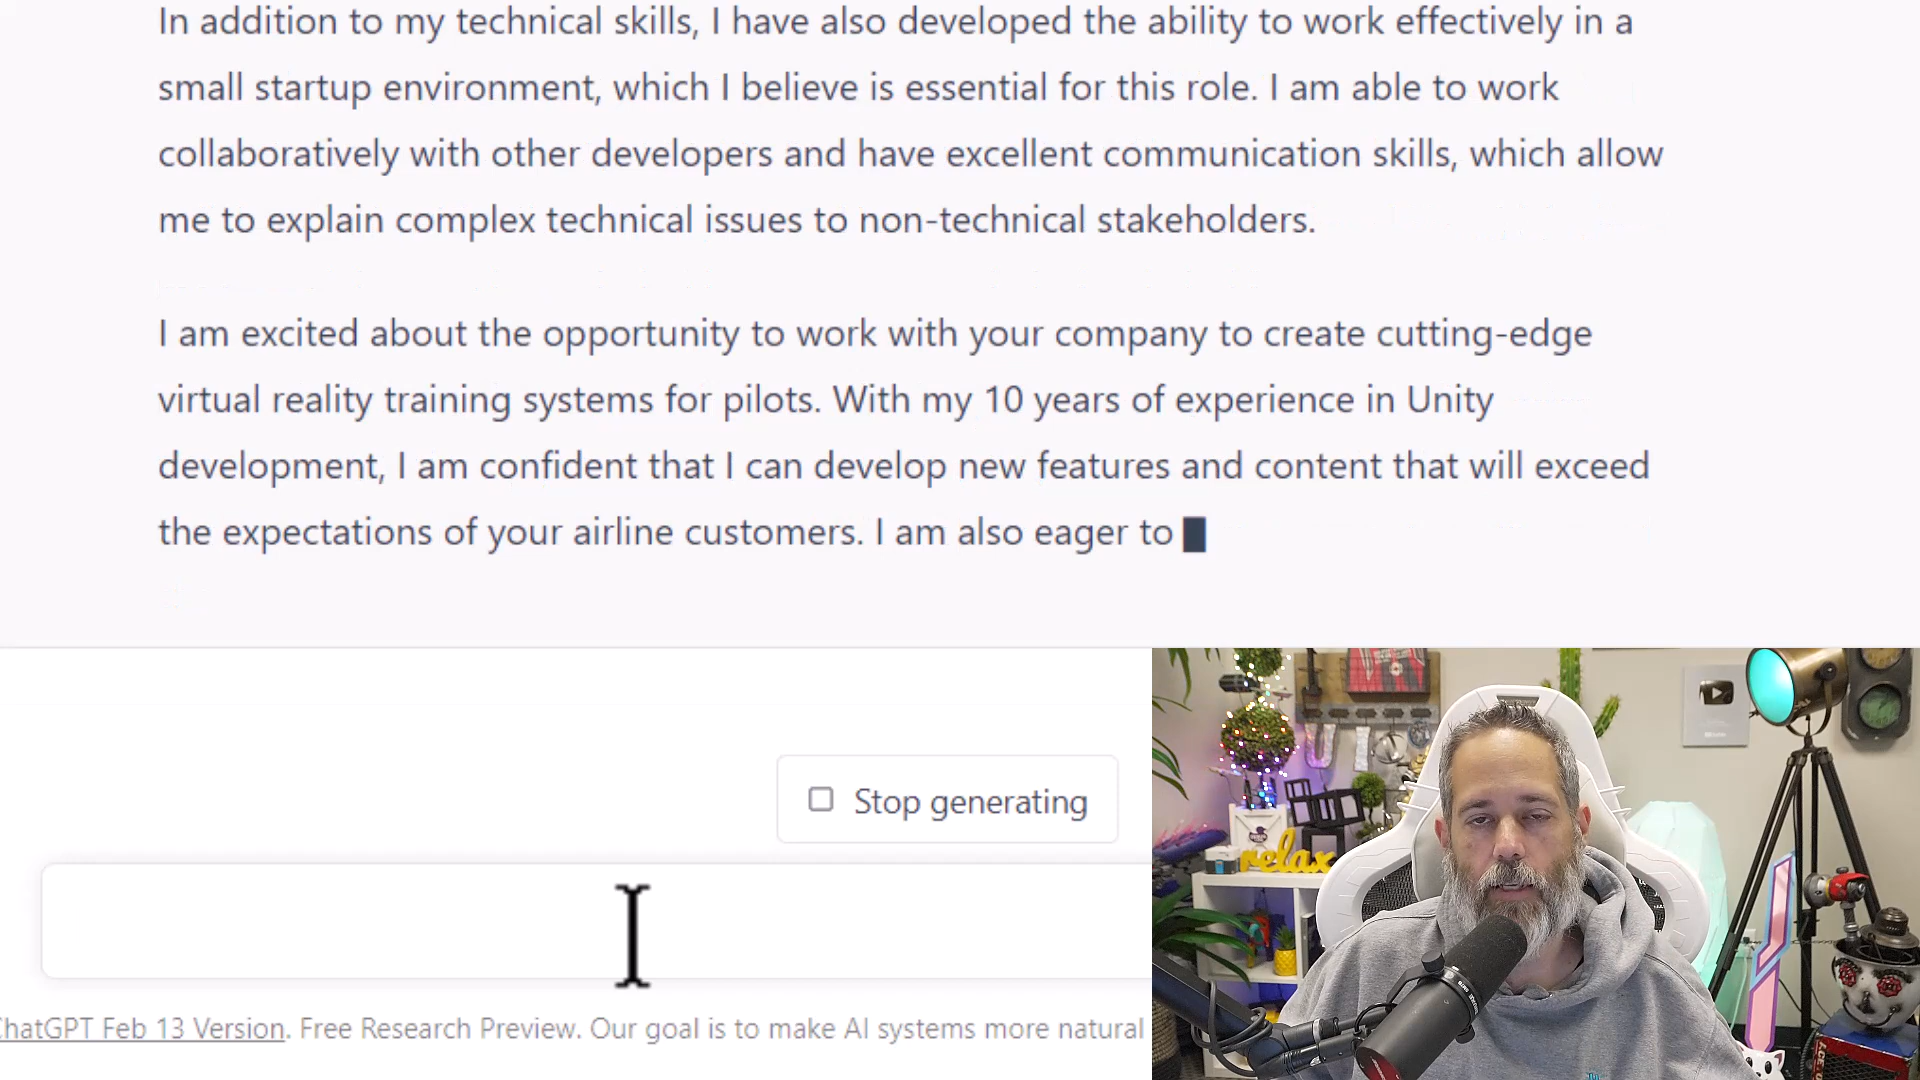 In addition to my technical skills, I have also developed the ability to work effectively in a
small startup environment, which I believe is essential for this role. I am able to work
collaboratively with other developers and have excellent communication skills, which allow
me to explain complex technical issues to non-technical stakeholders.
I am excited about the opportunity to work with your company to create cutting-edge
virtual reality training systems for pilots. With my 10 years of experience in Unity
development, I am confident that I can develop new features and content that will exceed
the expectations of your airline customers. I am also eager to
Stop generating
relax
ChatGPT Feb 13 Version. Free Research Preview. Our goal is to make AI systems more natural